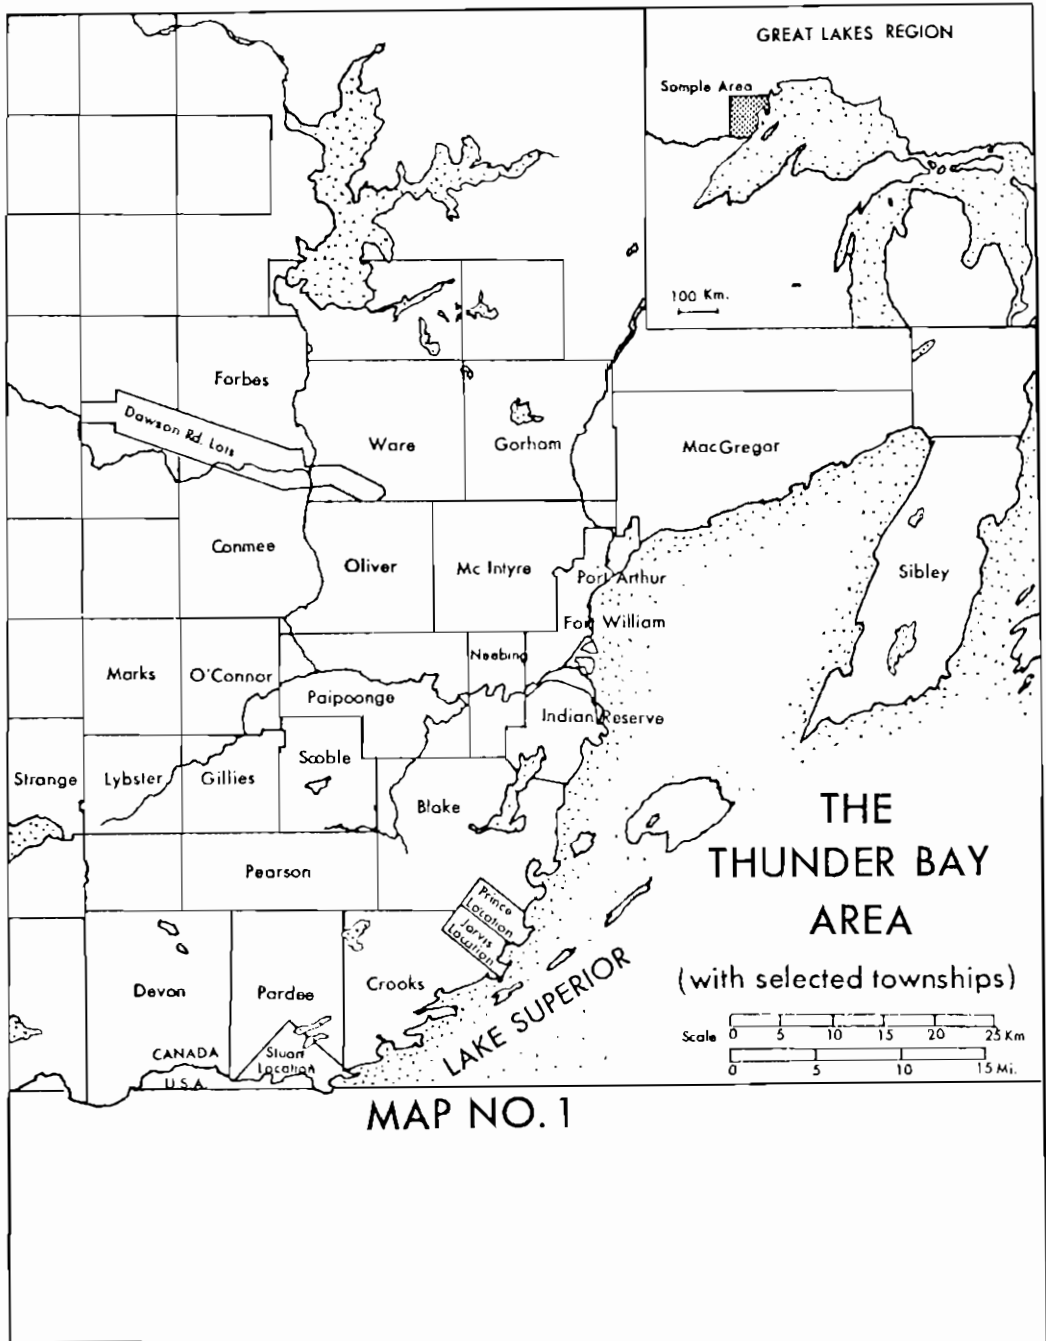 GREAT LAKES REGION
Sample Area
100 Km.
Forbes
Dawson Rd. Lots
Ware
Gorham
MacGregor
Conmee
Oliver
Mc Intyre
Port Arthur
Sibley
Fort William
Marks
O'Connor
Neebing
Paipoonge
Indian Reserve
Strange
Lybster
Gillies
Scoble
Blake
THE
THUNDER BAY
AREA
(with selected townships)
Pearson
Prince
Location
Jarvis
Location
Devon
Pardee
Crooks
LAKE SUPERIOR
Scale 0 5 10 15 20 25 Km
0 5 10 15 Mi.
CANADA
U.S.A.
Stuart
Location
MAP NO. 1